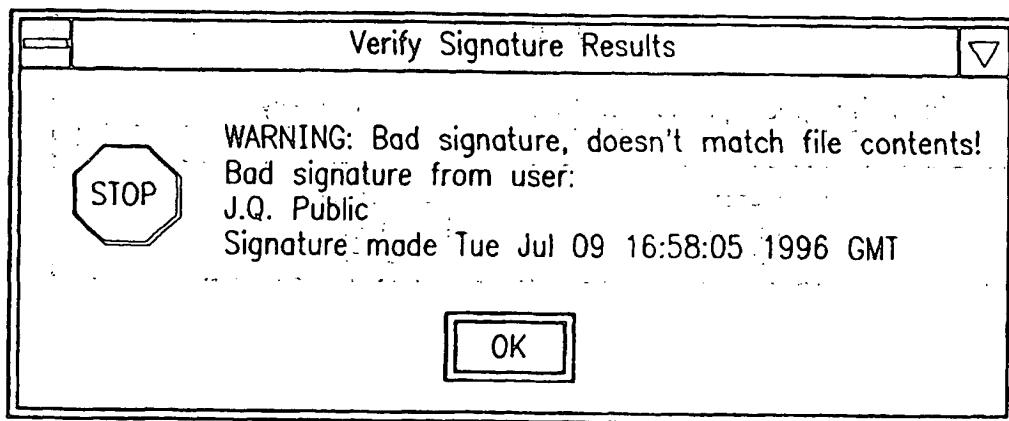 Verify Signature Results
STOP
WARNING: Bad signature, doesn't match file contents!
Bad signature from user:
J.Q. Public
Signature made Tue Jul 09 16:58:05 1996 GMT
OK